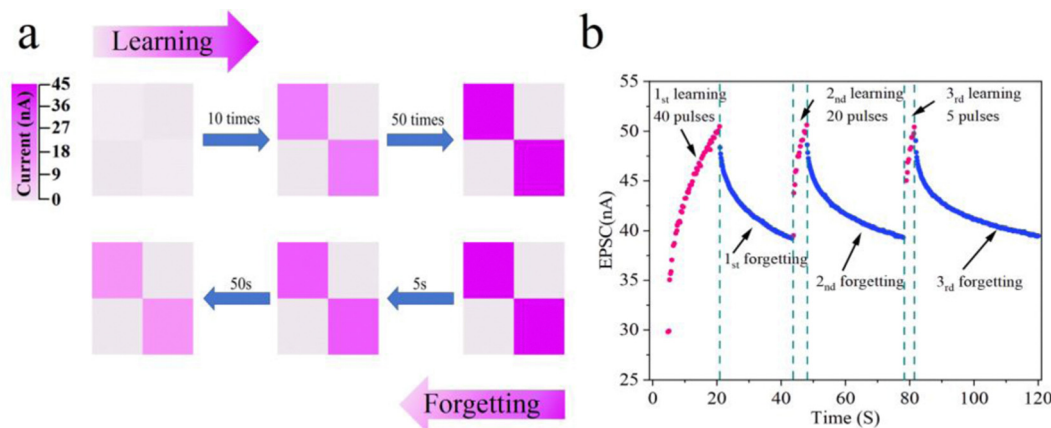 a
Learning
Current (nA)
45
36
27
18
9
0
10 times
50 times
50s
5s
Forgetting
b
EPSC(nA)
55
50
45
40
35
30
25
1st learning
40 pulses
2nd learning
20 pulses
3rd learning
5 pulses
1st forgetting
2nd forgetting
3rd forgetting
0 20 40 60 80 100 120
Time (S)